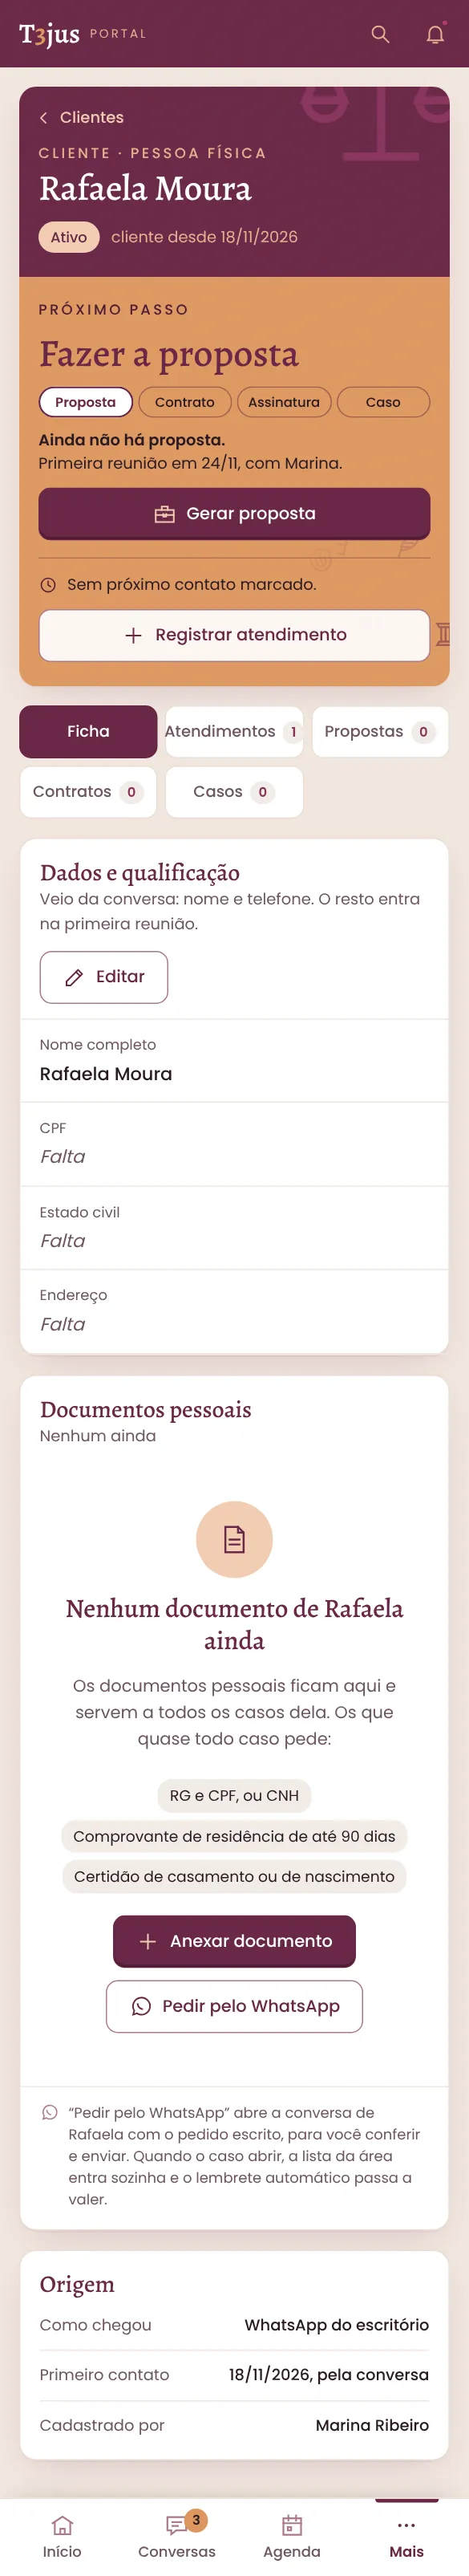 T3jus PORTAL
Clientes
CLIENTE · PESSOA FÍSICA
Rafaela Moura
Ativo cliente desde 18/11/2026
PRÓXIMO PASSO
Fazer a proposta
Proposta Contrato Assinatura Caso
Ainda não há proposta.
Primeira reunião em 24/11, com Marina.
Gerar proposta
Sem próximo contato marcado.
Registrar atendimento
Ficha Atendimentos 1 Propostas 0
Contratos 0 Casos 0
Dados e qualificação
Veio da conversa: nome e telefone. O resto entra
na primeira reunião.
Editar
Nome completo
Rafaela Moura
CPF
Falta
Estado civil
Falta
Endereço
Falta
Documentos pessoais
Nenhum ainda
Nenhum documento de Rafaela
ainda
Os documentos pessoais ficam aqui e
servem a todos os casos dela. Os que
quase todo caso pede:
RG e CPF, ou CNH
Comprovante de residência de até 90 dias
Certidão de casamento ou de nascimento
Anexar documento
Pedir pelo WhatsApp
“Pedir pelo WhatsApp” abre a conversa de
Rafaela com o pedido escrito, para você conferir
e enviar. Quando o caso abrir, a lista da área
entra sozinha e o lembrete automático passa a
valer.
Origem
Como chegou WhatsApp do escritório
Primeiro contato 18/11/2026, pela conversa
Cadastrado por Marina Ribeiro
3
Início Conversas Agenda Mais